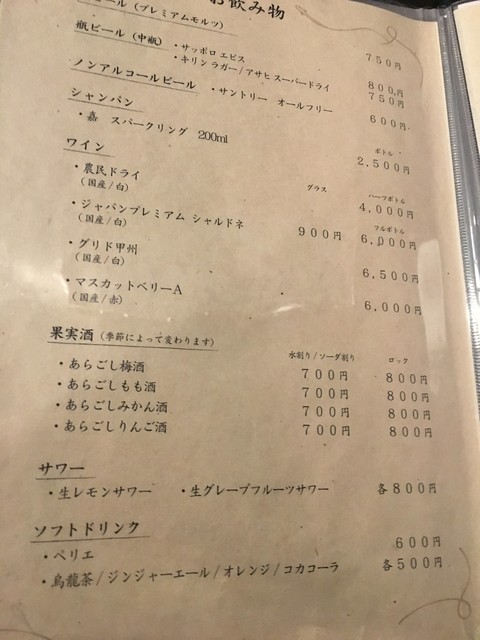 お飲み物
ール（プレミアムモルツ） 750円
瓶ビール（中瓶） ・サッポロ エビス 800円
・キリン ラガー/アサヒ スーパードライ 750円
ノンアルコールビール ・サントリー オールフリー 600円
シャンパン ボトル
・嘉 スパークリング 200ml 2,500円
ワイン グラス ハーフボトル
・農民ドライ 4,000円
（国産/白） フルボトル
・ジャパンプレミアム シャルドネ 900円 6,000円
（国産/白）
・グリド甲州 6,500円
（国産/白）
・マスカットベリーA 6,000円
（国産/赤）
果実酒（季節によって変わります） 水割り/ソーダ割り ロック
・あらごし梅酒 700円 800円
・あらごしもも酒 700円 800円
・あらごしみかん酒 700円 800円
・あらごしりんご酒 700円 800円
サワー
・生レモンサワー ・生グレープフルーツサワー 各800円
ソフトドリンク
・ペリエ 600円
・烏龍茶/ジンジャーエール/オレンジ/コカコーラ 各500円